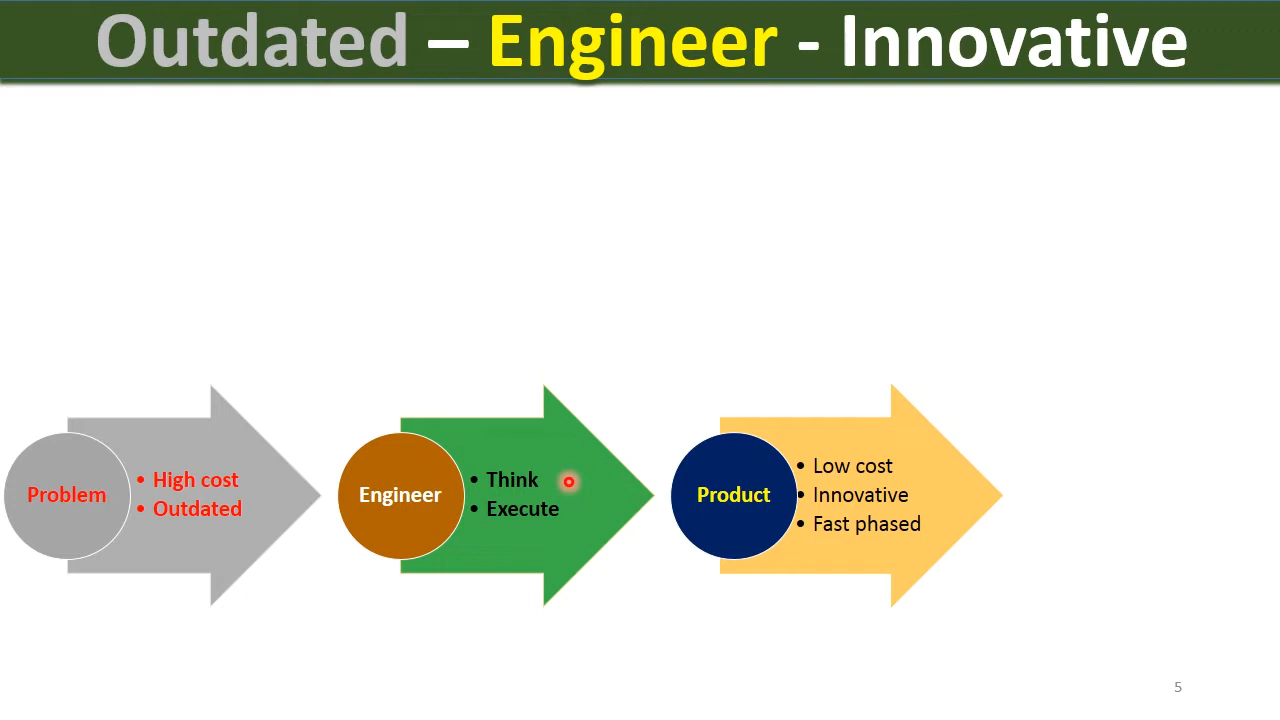 Outdated – Engineer - Innovative
Problem
• High cost
• Outdated
Engineer
• Think
• Execute
Product
• Low cost
• Innovative
• Fast phased
5